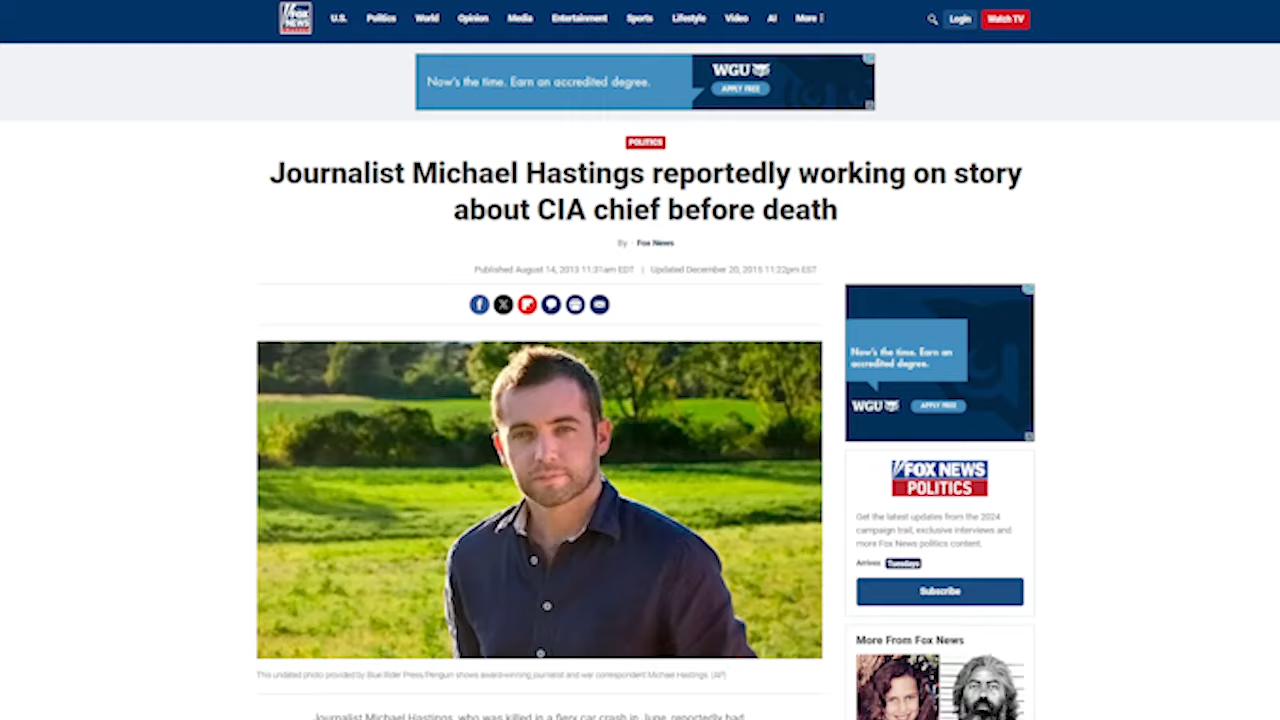 FOX
NEWS
U.S. Politics World Opinion Media Entertainment Sports Lifestyle Video AI More
Login
Watch TV
Now's the time. Earn an accredited degree.
WGU
APPLY FREE
POLITICS
Journalist Michael Hastings reportedly working on story
about CIA chief before death
By · Fox News
Published August 14, 2013 11:31am EDT | Updated December 20, 2015 11:22pm EST
Now's the time. Earn an
accredited degree.
WGU
APPLY FREE
FOX NEWS
POLITICS
Get the latest updates from the 2024
campaign trail, exclusive interviews and
more Fox News politics content.
Arrives Tuesdays
Subscribe
More From Fox News
This undated photo provided by Blue Rider Press/Penguin shows award-winning journalist and war correspondent Michael Hastings. (AP)
Journalist Michael Hastings, who was killed in a fiery car crash in June, reportedly had